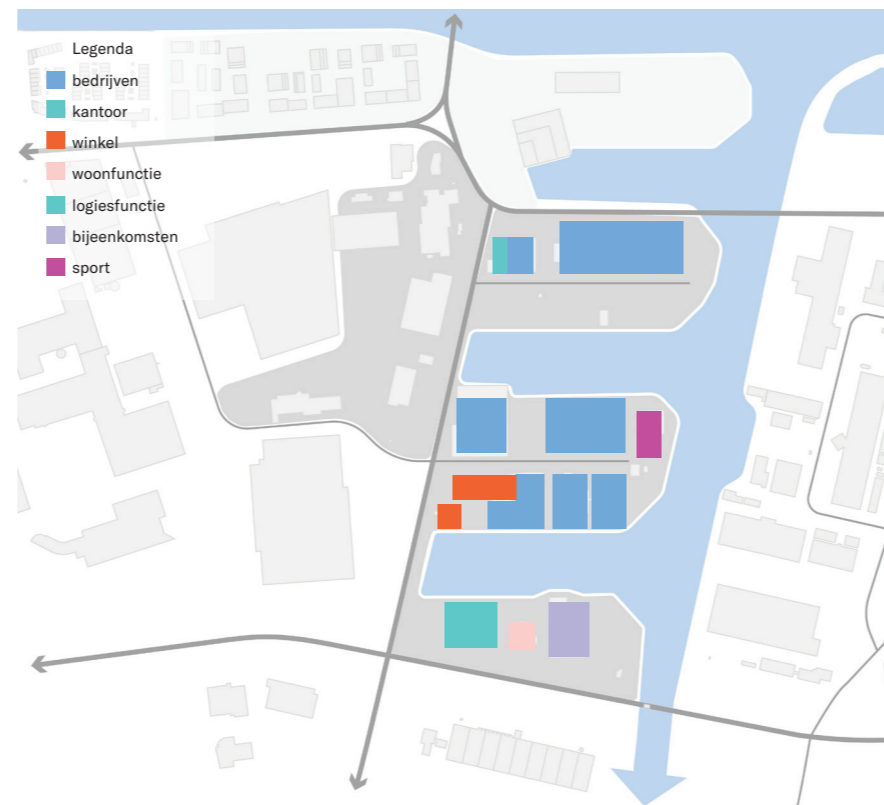 Legenda
bedrijven
kantoor
winkel
woonfunctie
logiesfunctie
bijeenkomsten
sport